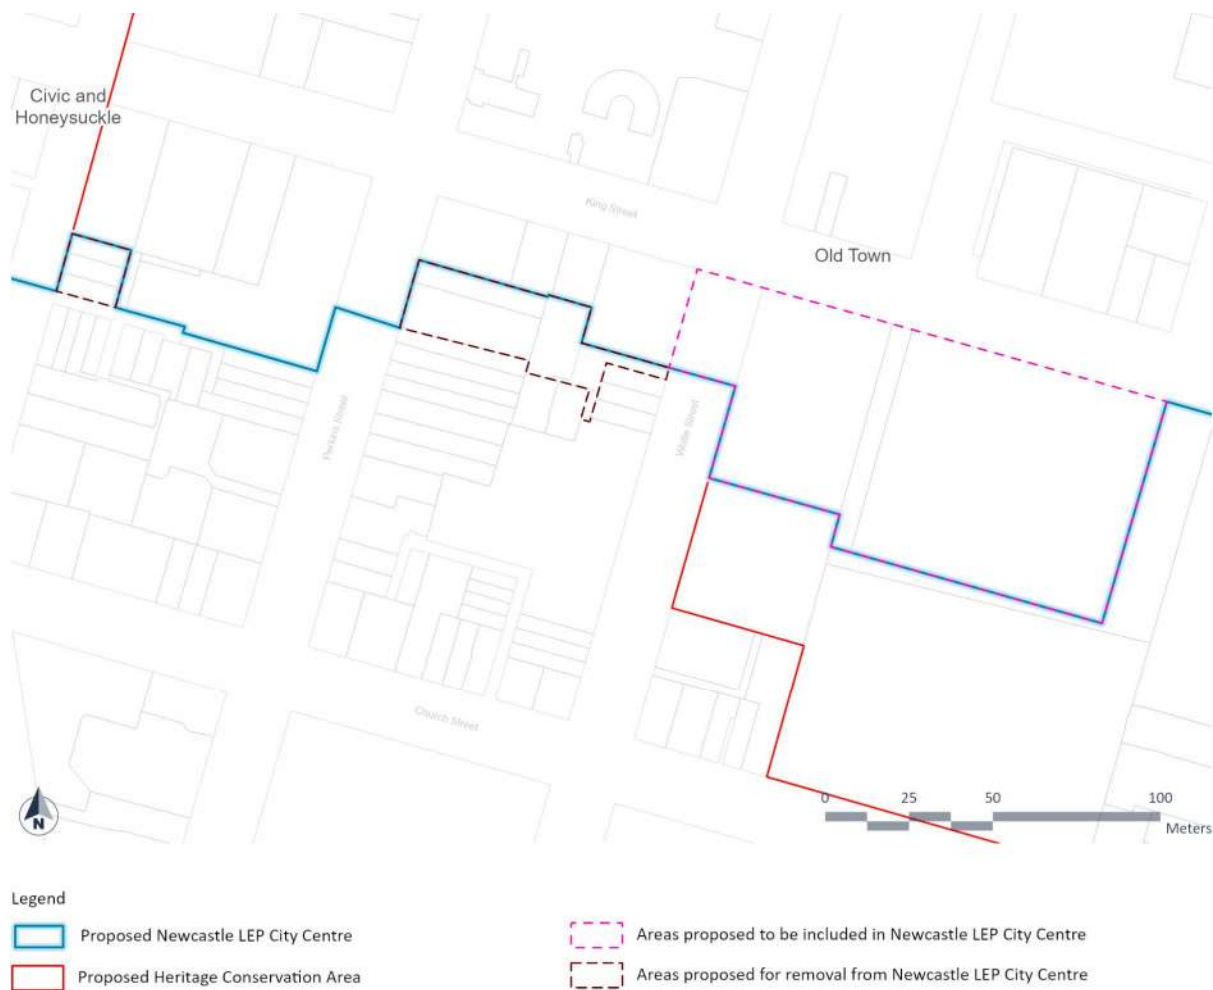 Civic and
Honeysuckle
King Street
Old Town
Perkins Street
Wolfe Street
Church Street
N
0 25 50 100
Meters
Legend
Proposed Newcastle LEP City Centre
Areas proposed to be included in Newcastle LEP City Centre
Proposed Heritage Conservation Area
Areas proposed for removal from Newcastle LEP City Centre